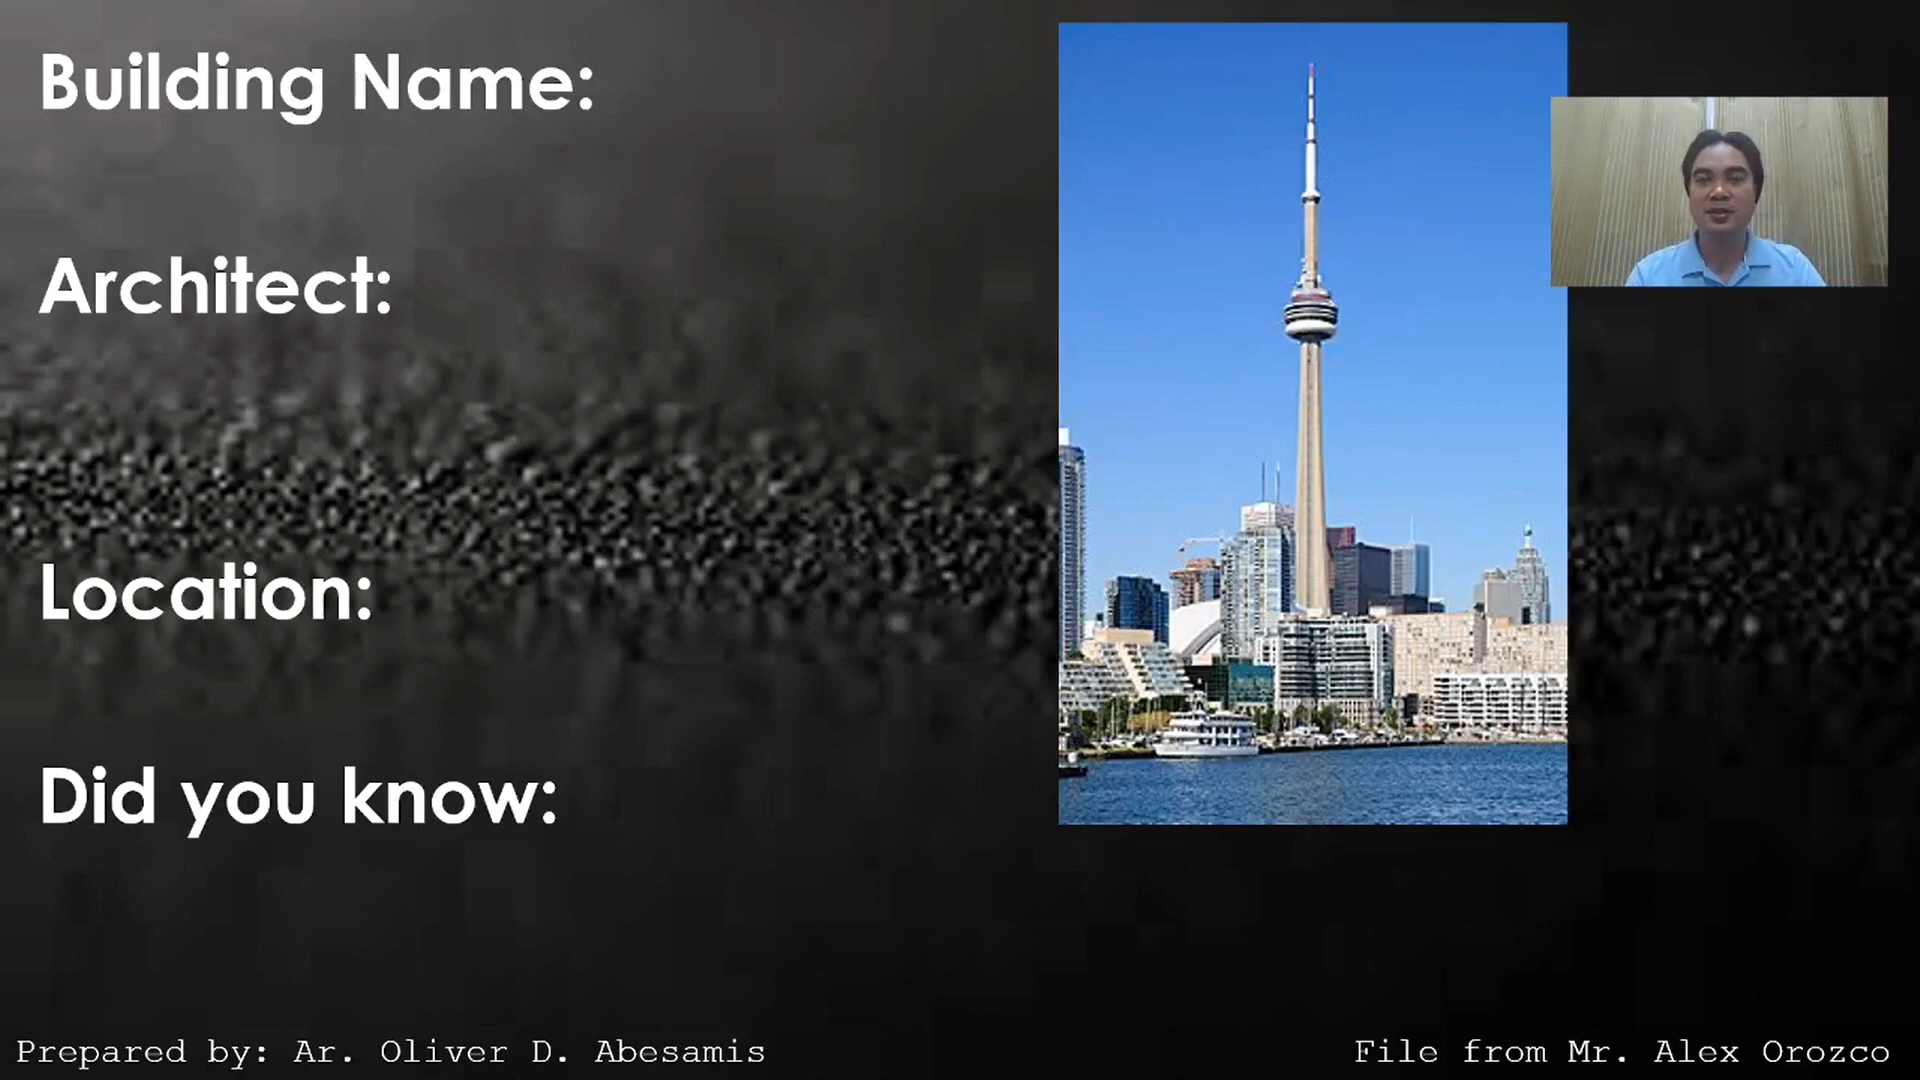 Building Name:
Architect:
Location:
Did you know:
Prepared by: Ar. Oliver D. Abesamis
File from Mr. Alex Orozco